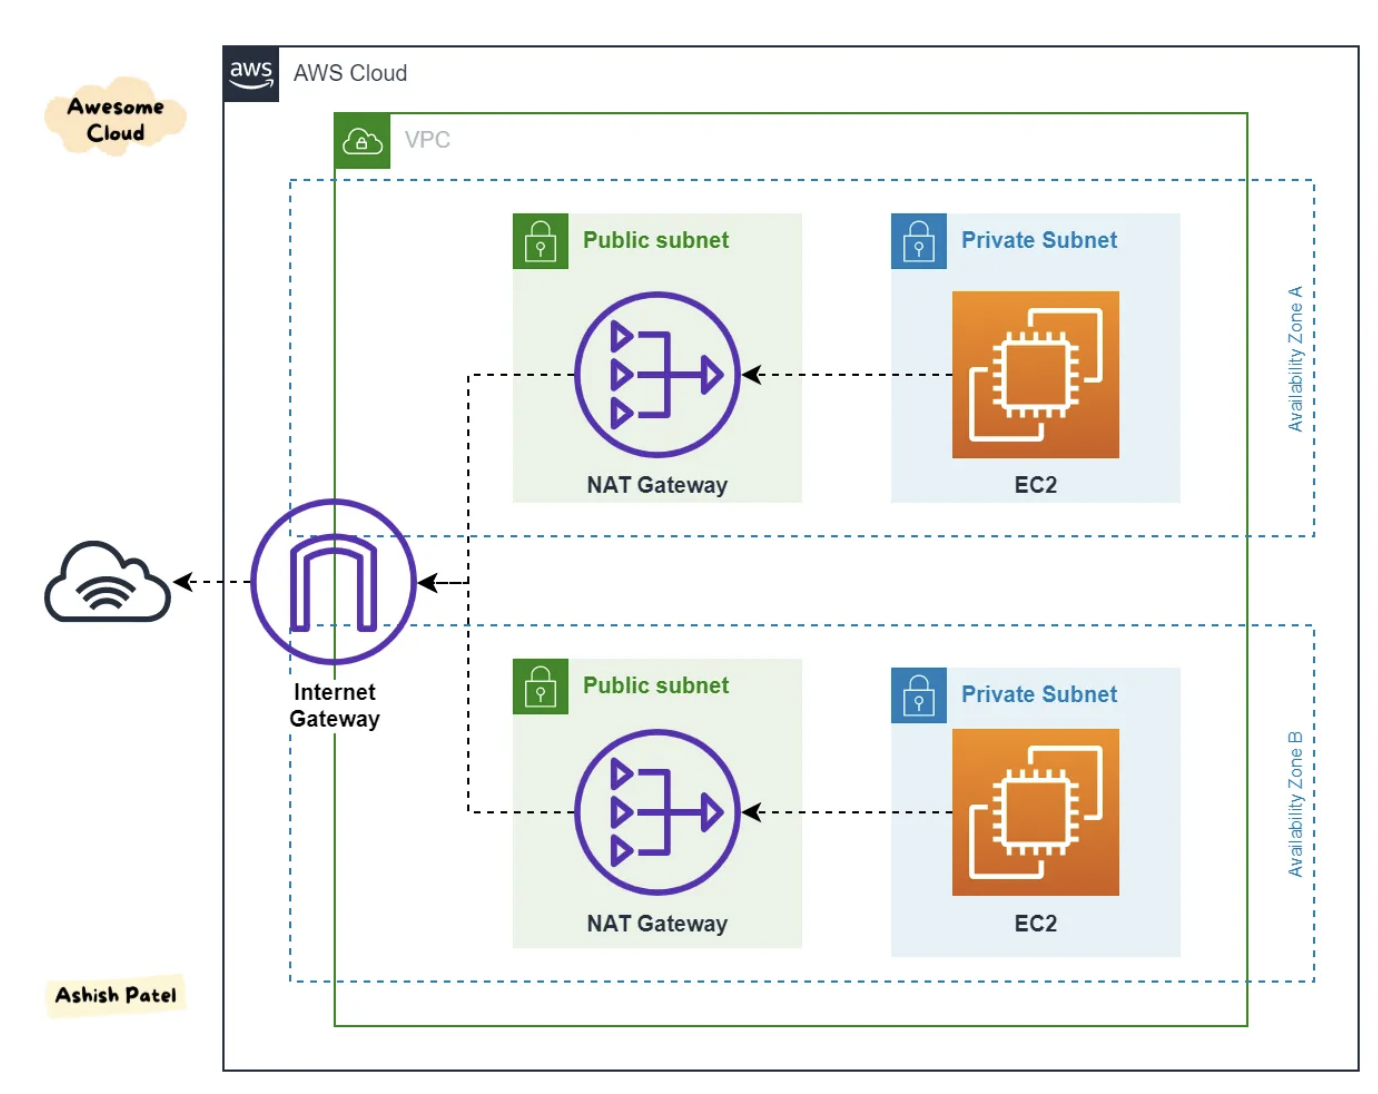 Awesome
Cloud
aws
AWS Cloud
VPC
Public subnet
NAT Gateway
Private Subnet
EC2
Availability Zone A
Internet
Gateway
Public subnet
NAT Gateway
Private Subnet
EC2
Availability Zone B
Ashish Patel